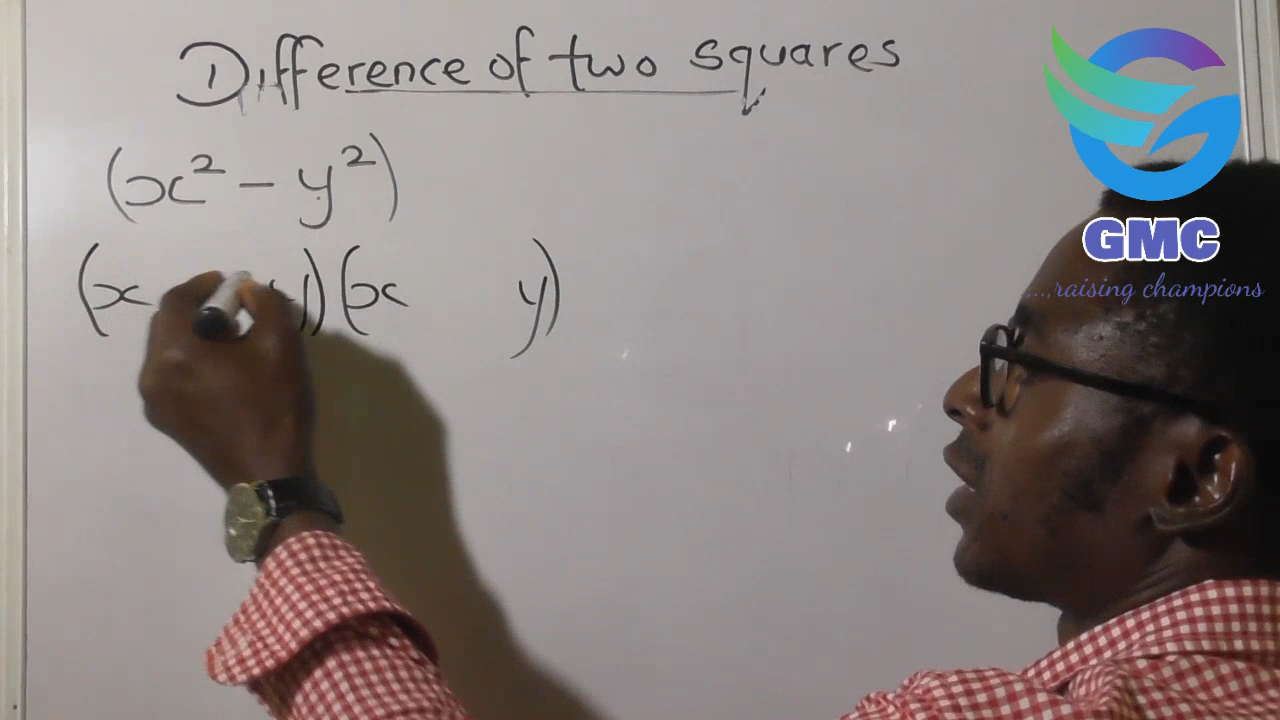 Difference of two squares
(x² – y²)
(x y)(x y)
GMC
....,raising champions